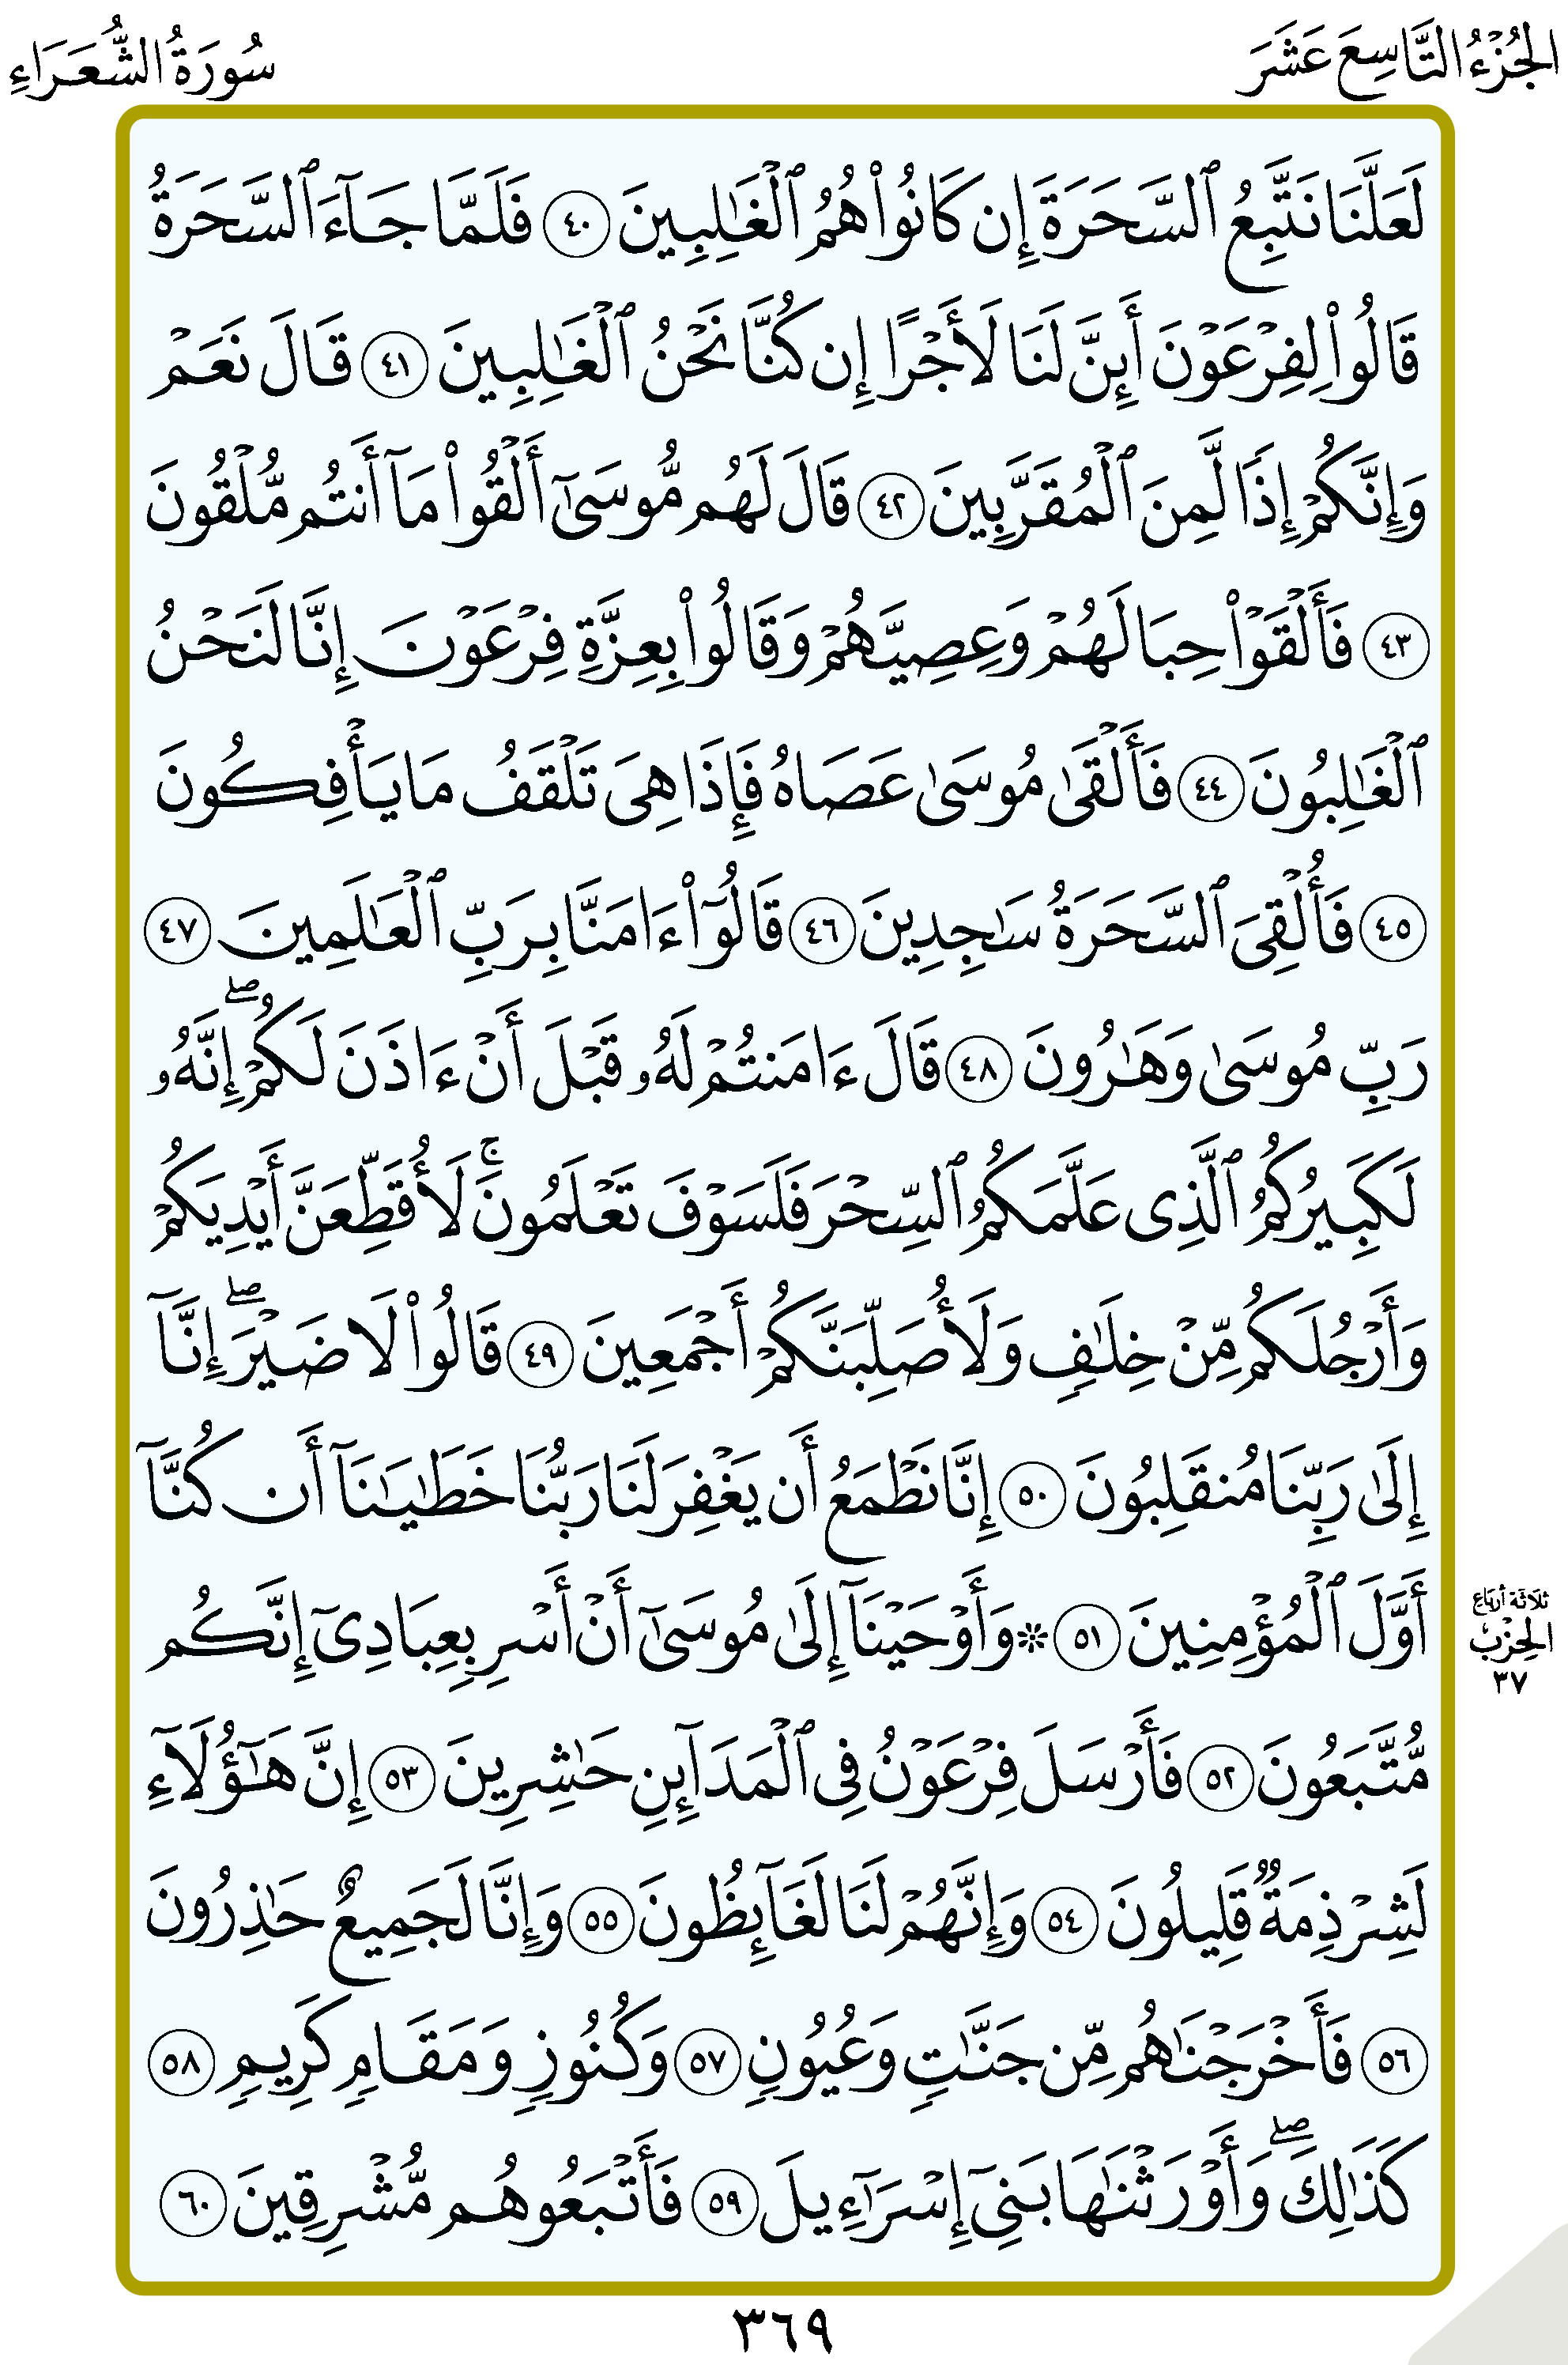 الجُزْءُ التَّاسِعَ عَشَرَ
سُورَةُ الشُّعَرَاءِ
لَعَلَّنَا نَتَّبِعُ ٱلسَّحَرَةَ إِن كَانُوا۟ هُمُ ٱلْغَٰلِبِينَ ٤٠ فَلَمَّا جَآءَ ٱلسَّحَرَةُ
قَالُوا۟ لِفِرْعَوْنَ أَئِنَّ لَنَا لَأَجْرًا إِن كُنَّا نَحْنُ ٱلْغَٰلِبِينَ ٤١ قَالَ نَعَمْ
وَإِنَّكُمْ إِذًا لَّمِنَ ٱلْمُقَرَّبِينَ ٤٢ قَالَ لَهُم مُّوسَىٰٓ أَلْقُوا۟ مَآ أَنتُم مُّلْقُونَ
٤٣ فَأَلْقَوْا۟ حِبَالَهُمْ وَعِصِيَّهُمْ وَقَالُوا۟ بِعِزَّةِ فِرْعَوْنَ إِنَّا لَنَحْنُ
ٱلْغَٰلِبُونَ ٤٤ فَأَلْقَىٰ مُوسَىٰ عَصَاهُ فَإِذَا هِىَ تَلْقَفُ مَا يَأْفِكُونَ
٤٥ فَأُلْقِىَ ٱلسَّحَرَةُ سَٰجِدِينَ ٤٦ قَالُوٓا۟ ءَامَنَّا بِرَبِّ ٱلْعَٰلَمِينَ ٤٧
رَبِّ مُوسَىٰ وَهَٰرُونَ ٤٨ قَالَ ءَامَنتُمْ لَهُۥ قَبْلَ أَنْ ءَاذَنَ لَكُمْ ۖ إِنَّهُۥ
لَكَبِيرُكُمُ ٱلَّذِى عَلَّمَكُمُ ٱلسِّحْرَ فَلَسَوْفَ تَعْلَمُونَ ۚ لَأُقَطِّعَنَّ أَيْدِيَكُمْ
وَأَرْجُلَكُم مِّنْ خِلَٰفٍ وَلَأُصَلِّبَنَّكُمْ أَجْمَعِينَ ٤٩ قَالُوا۟ لَا ضَيْرَ ۖ إِنَّآ
إِلَىٰ رَبِّنَا مُنقَلِبُونَ ٥٠ إِنَّا نَطْمَعُ أَن يَغْفِرَ لَنَا رَبُّنَا خَطَٰيَٰنَآ أَن كُنَّآ
أَوَّلَ ٱلْمُؤْمِنِينَ ٥١ ۞ وَأَوْحَيْنَآ إِلَىٰ مُوسَىٰٓ أَنْ أَسْرِ بِعِبَادِىٓ إِنَّكُم
ثَلَاثَة أَرْبَاع
الحِزْب
٣٧
مُّتَّبَعُونَ ٥٢ فَأَرْسَلَ فِرْعَوْنُ فِى ٱلْمَدَآئِنِ حَٰشِرِينَ ٥٣ إِنَّ هَٰٓؤُلَآءِ
لَشِرْذِمَةٌ قَلِيلُونَ ٥٤ وَإِنَّهُمْ لَنَا لَغَآئِظُونَ ٥٥ وَإِنَّا لَجَمِيعٌ حَٰذِرُونَ
٥٦ فَأَخْرَجْنَٰهُم مِّن جَنَّٰتٍ وَعُيُونٍ ٥٧ وَكُنُوزٍ وَمَقَامٍ كَرِيمٍ ٥٨
كَذَٰلِكَ ۖ وَأَوْرَثْنَٰهَا بَنِىٓ إِسْرَٰٓءِيلَ ٥٩ فَأَتْبَعُوهُم مُّشْرِقِينَ ٦٠
٣٦٩